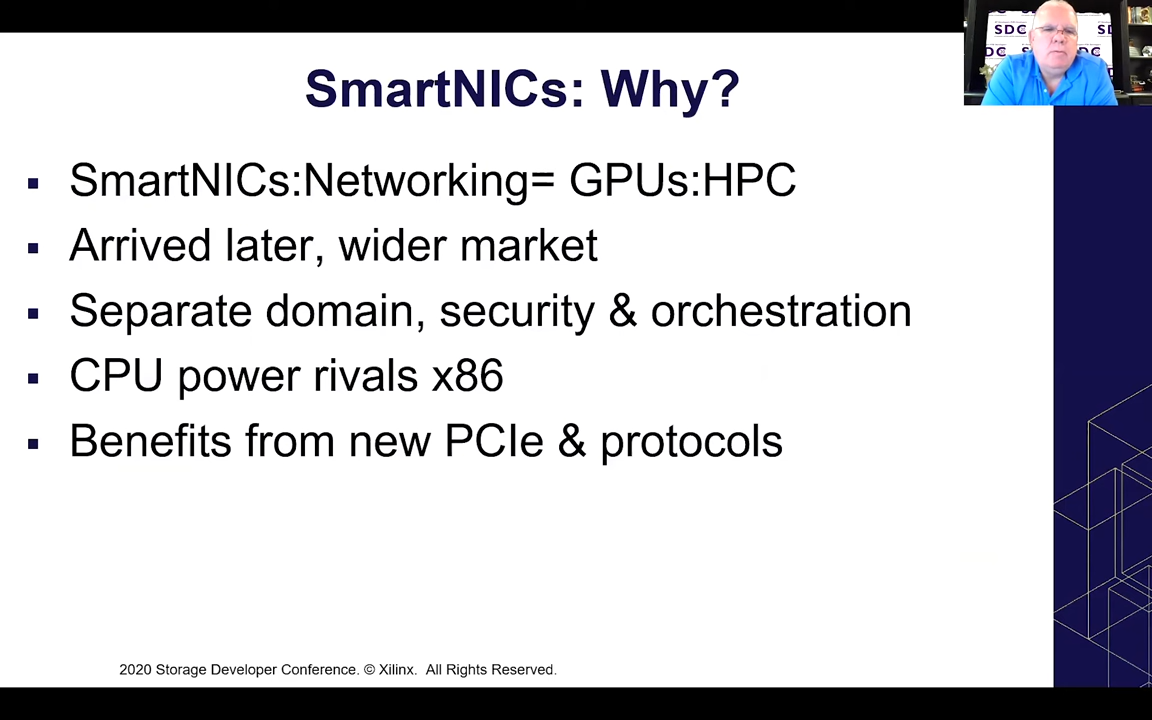 SmartNICs: Why?
SmartNICs:Networking= GPUs:HPC
Arrived later, wider market
Separate domain, security & orchestration
CPU power rivals x86
Benefits from new PCIe & protocols
2020 Storage Developer Conference. © Xilinx. All Rights Reserved.
SDC